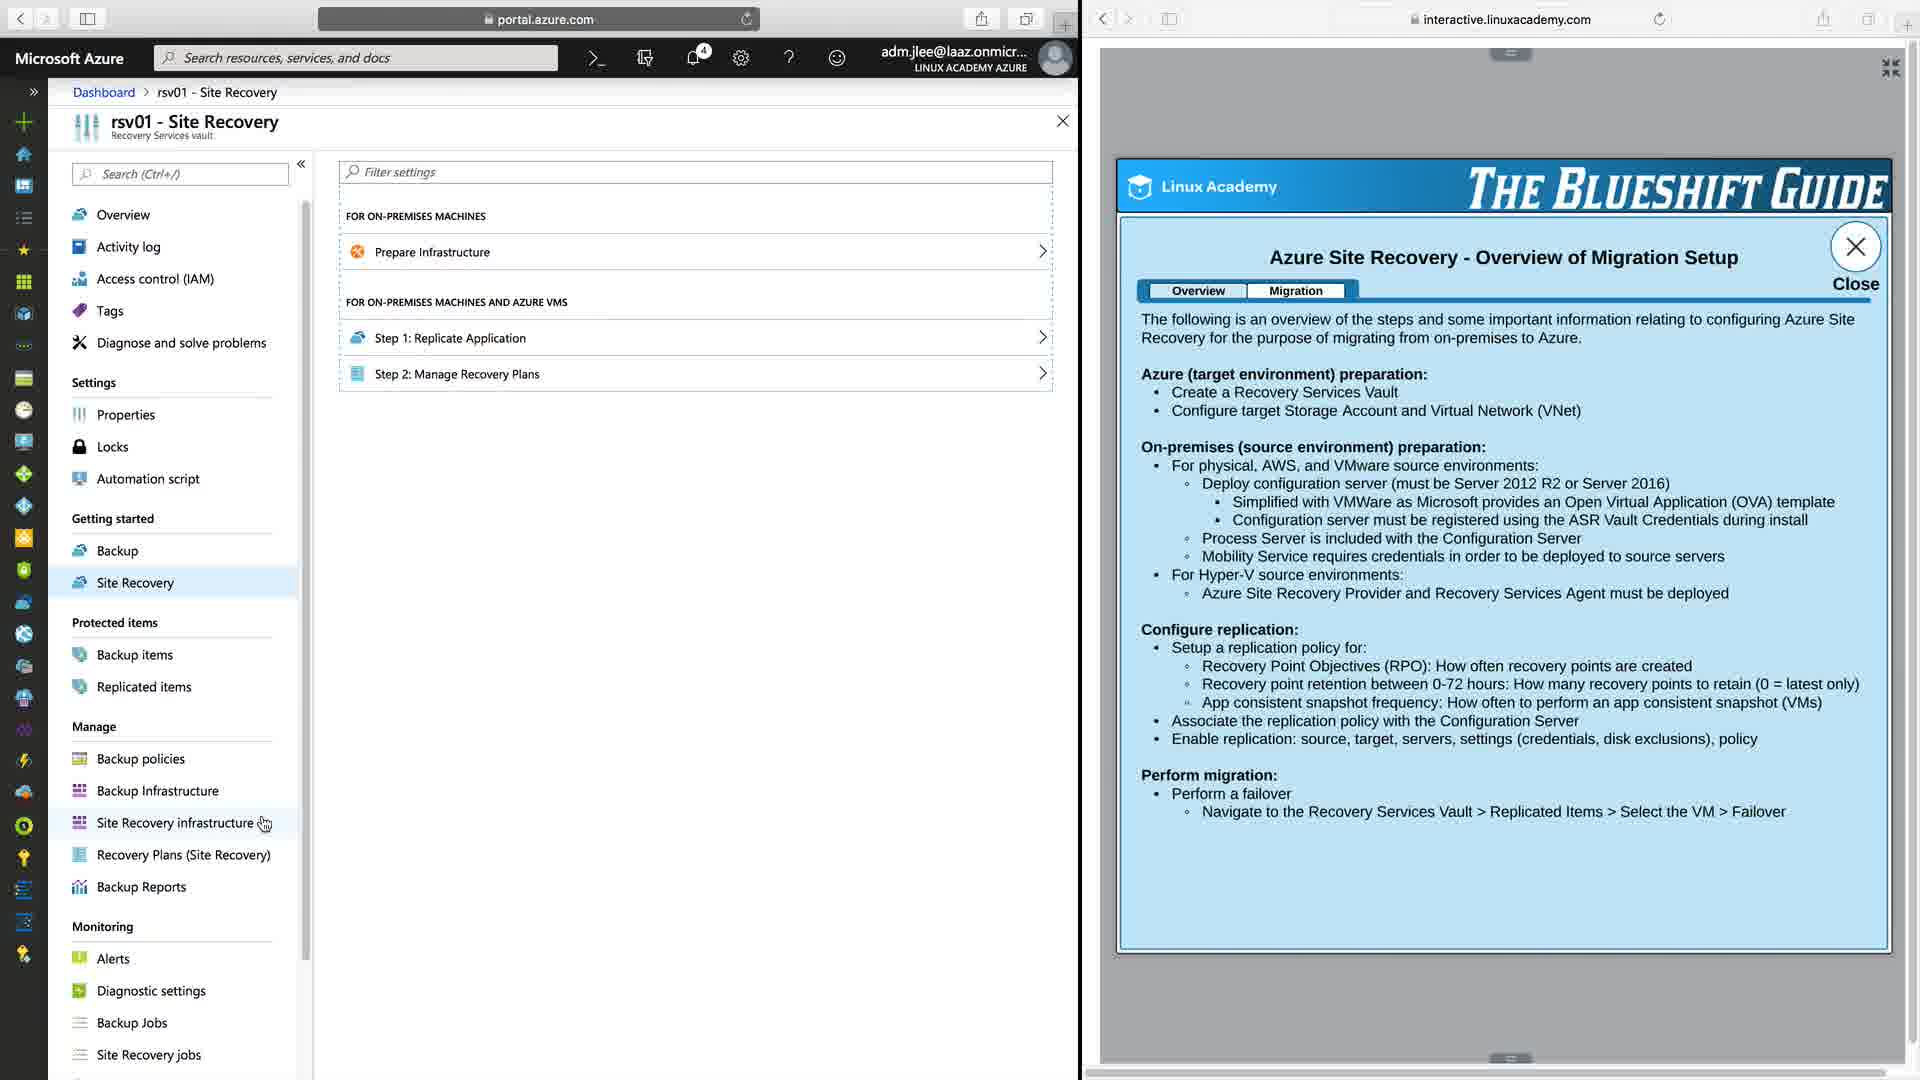 portal.azure.com
Microsoft Azure
Search resources, services, and docs
4
adm.jlee@laaz.onmicr...
LINUX ACADEMY AZURE
Dashboard > rsv01 - Site Recovery
rsv01 - Site Recovery
Recovery Services vault
Search (Ctrl+/)
Overview
Activity log
Access control (IAM)
Tags
Diagnose and solve problems
Settings
Properties
Locks
Automation script
Getting started
Backup
Site Recovery
Protected items
Backup items
Replicated items
Manage
Backup policies
Backup Infrastructure
Site Recovery infrastructure
Recovery Plans (Site Recovery)
Backup Reports
Monitoring
Alerts
Diagnostic settings
Backup Jobs
Site Recovery jobs
Filter settings
FOR ON-PREMISES MACHINES
Prepare Infrastructure
FOR ON-PREMISES MACHINES AND AZURE VMS
Step 1: Replicate Application
Step 2: Manage Recovery Plans
interactive.linuxacademy.com
Linux Academy
THE BLUESHIFT GUIDE
Azure Site Recovery - Overview of Migration Setup
Close
Overview Migration
The following is an overview of the steps and some important information relating to configuring Azure Site
Recovery for the purpose of migrating from on-premises to Azure.
Azure (target environment) preparation:
• Create a Recovery Services Vault
• Configure target Storage Account and Virtual Network (VNet)
On-premises (source environment) preparation:
• For physical, AWS, and VMware source environments:
◦ Deploy configuration server (must be Server 2012 R2 or Server 2016)
▪ Simplified with VMWare as Microsoft provides an Open Virtual Application (OVA) template
▪ Configuration server must be registered using the ASR Vault Credentials during install
◦ Process Server is included with the Configuration Server
◦ Mobility Service requires credentials in order to be deployed to source servers
• For Hyper-V source environments:
◦ Azure Site Recovery Provider and Recovery Services Agent must be deployed
Configure replication:
• Setup a replication policy for:
◦ Recovery Point Objectives (RPO): How often recovery points are created
◦ Recovery point retention between 0-72 hours: How many recovery points to retain (0 = latest only)
◦ App consistent snapshot frequency: How often to perform an app consistent snapshot (VMs)
• Associate the replication policy with the Configuration Server
• Enable replication: source, target, servers, settings (credentials, disk exclusions), policy
Perform migration:
• Perform a failover
◦ Navigate to the Recovery Services Vault > Replicated Items > Select the VM > Failover